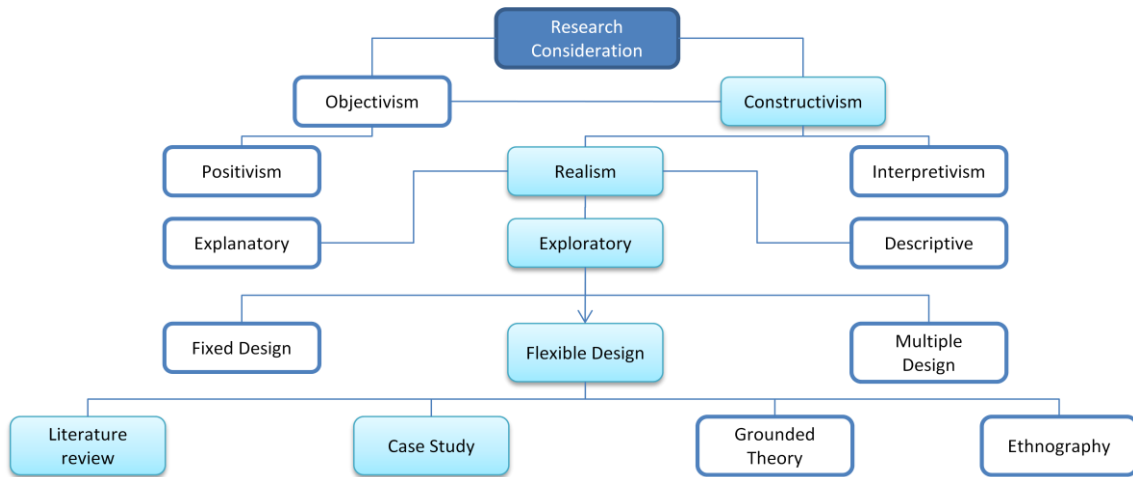 Research
Consideration
Objectivism
Constructivism
Positivism
Realism
Interpretivism
Explanatory
Exploratory
Descriptive
Fixed Design
Flexible Design
Multiple
Design
Literature
review
Case Study
Grounded
Theory
Ethnography